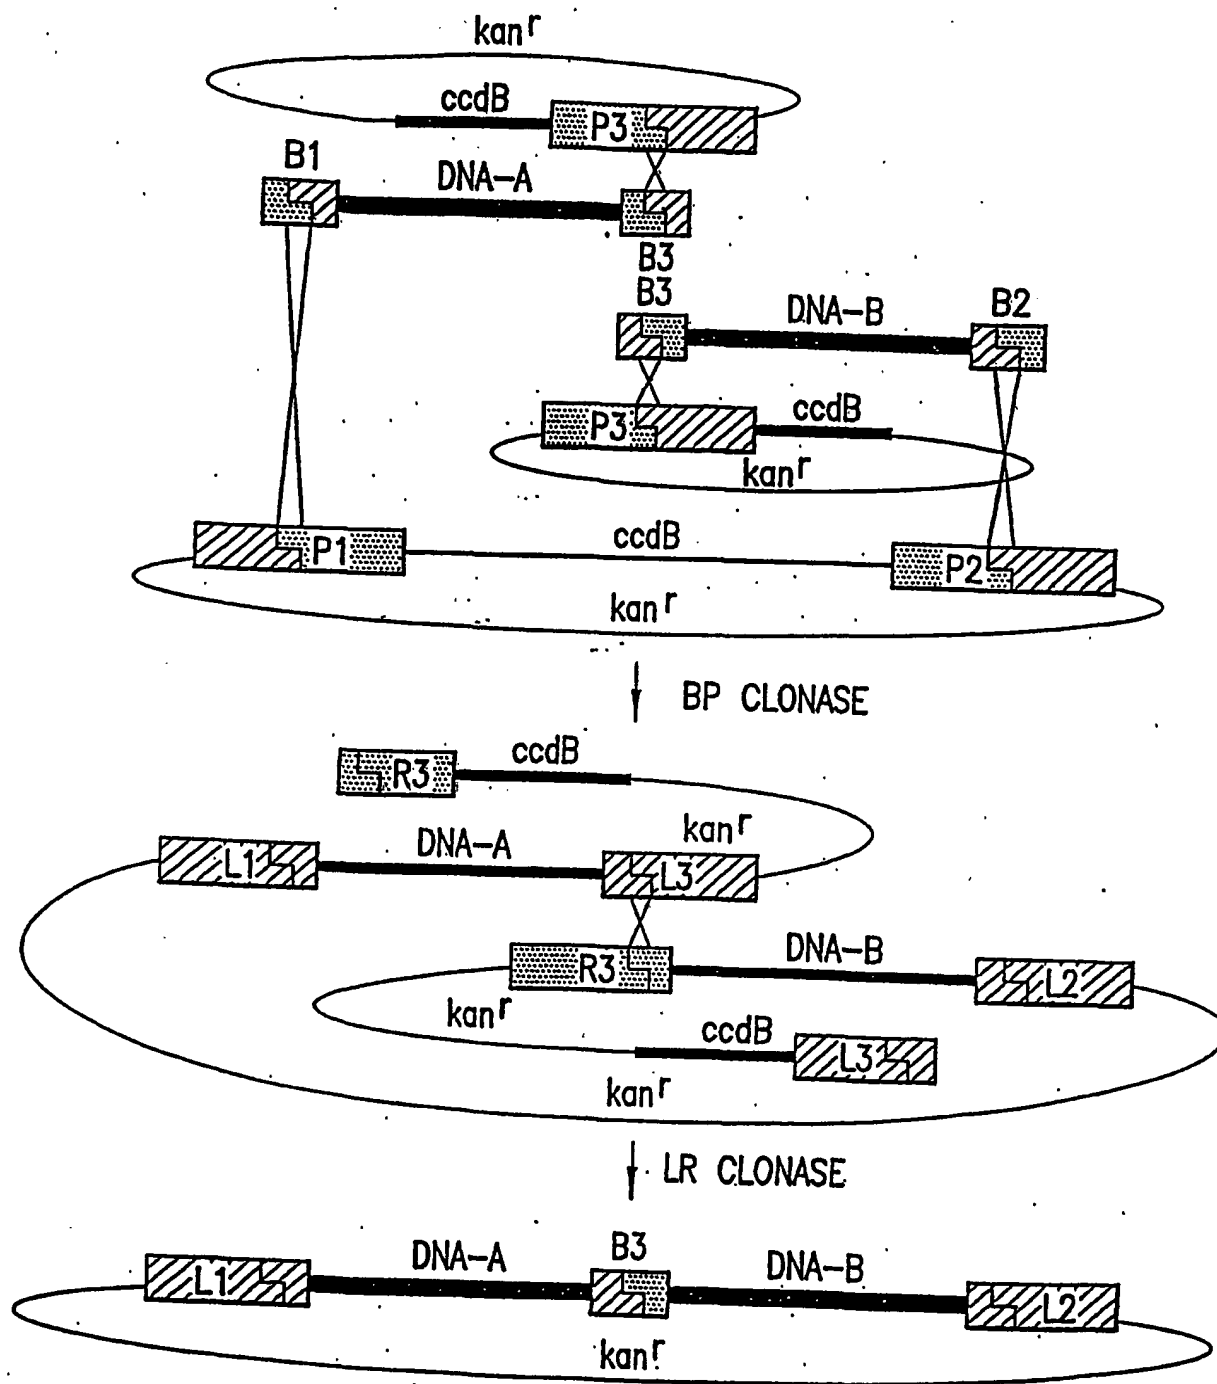 kanʳ
ccdB
P3
B1
DNA-A
B3
B3
DNA-B
B2
P3
ccdB
kanʳ
P1
ccdB
P2
kanʳ
BP CLONASE
R3
ccdB
kanʳ
L1
DNA-A
L3
R3
DNA-B
L2
kanʳ
ccdB
L3
kanʳ
LR CLONASE
L1
DNA-A
B3
DNA-B
L2
kanʳ